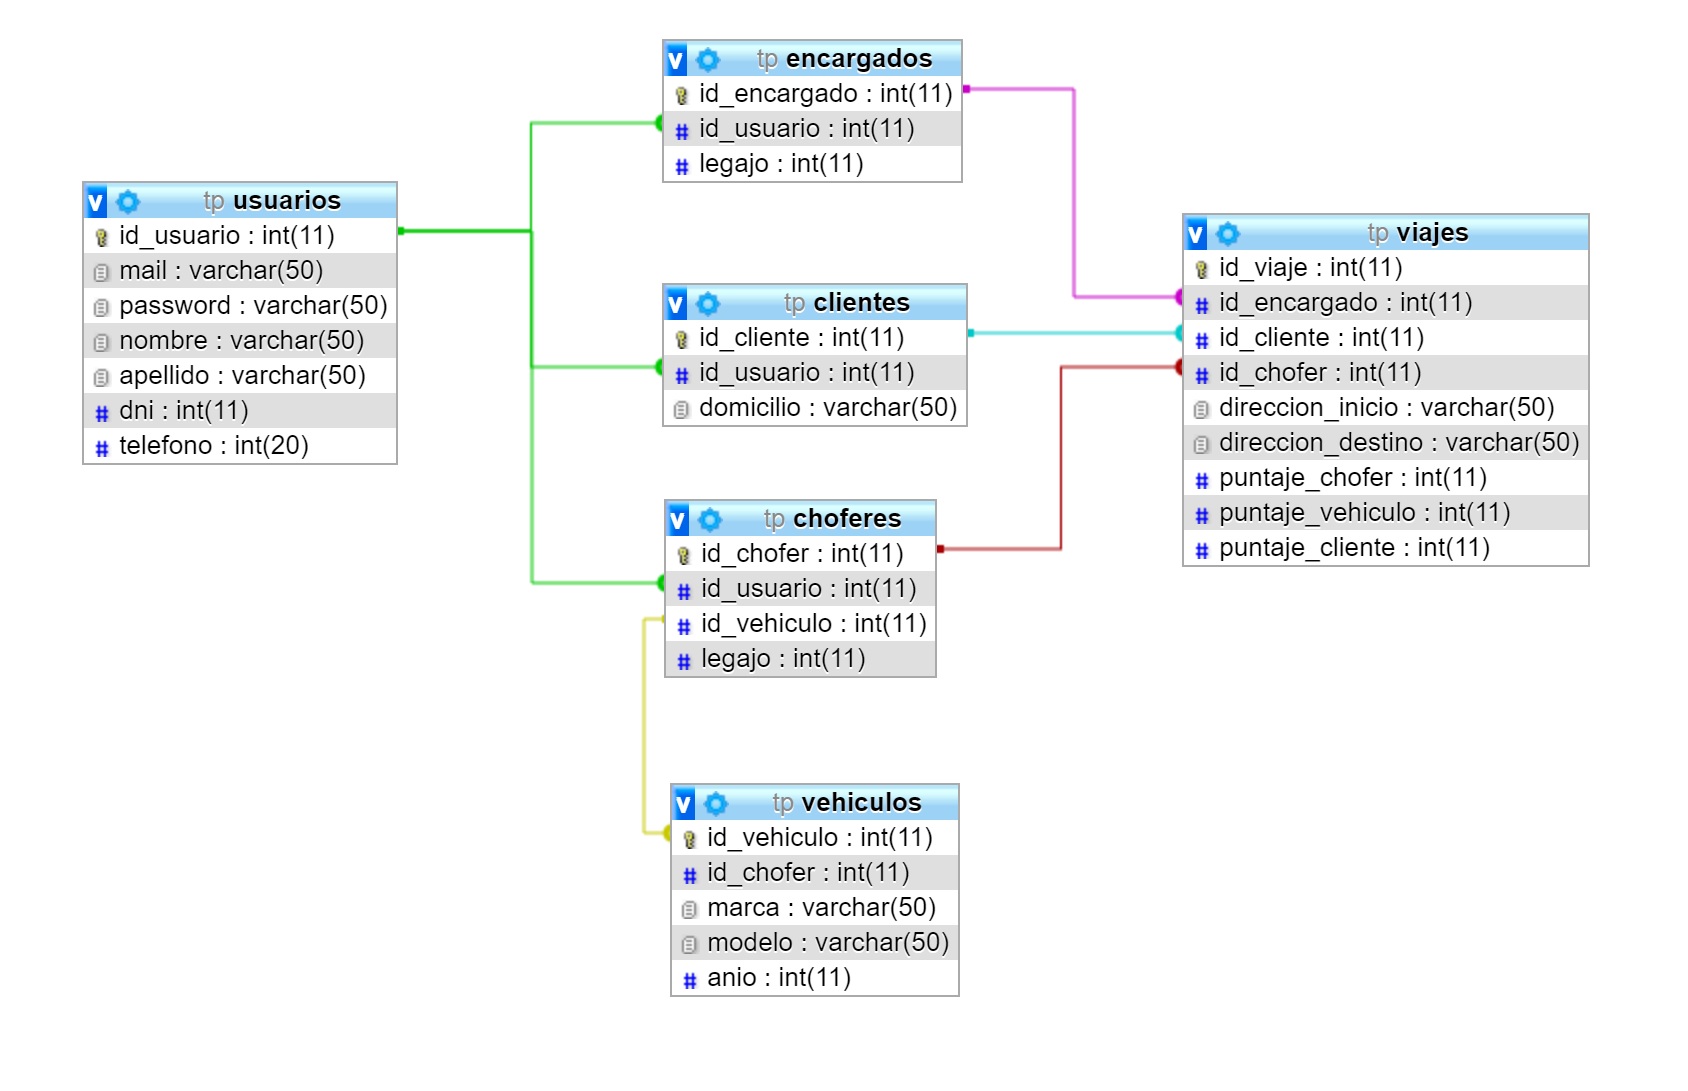 tp usuarios
id_usuario : int(11)
mail : varchar(50)
password : varchar(50)
nombre : varchar(50)
apellido : varchar(50)
dni : int(11)
telefono : int(20)
tp encargados
id_encargado : int(11)
id_usuario : int(11)
legajo : int(11)
tp clientes
id_cliente : int(11)
id_usuario : int(11)
domicilio : varchar(50)
tp choferes
id_chofer : int(11)
id_usuario : int(11)
id_vehiculo : int(11)
legajo : int(11)
tp vehiculos
id_vehiculo : int(11)
id_chofer : int(11)
marca : varchar(50)
modelo : varchar(50)
anio : int(11)
tp viajes
id_viaje : int(11)
id_encargado : int(11)
id_cliente : int(11)
id_chofer : int(11)
direccion_inicio : varchar(50)
direccion_destino : varchar(50)
puntaje_chofer : int(11)
puntaje_vehiculo : int(11)
puntaje_cliente : int(11)